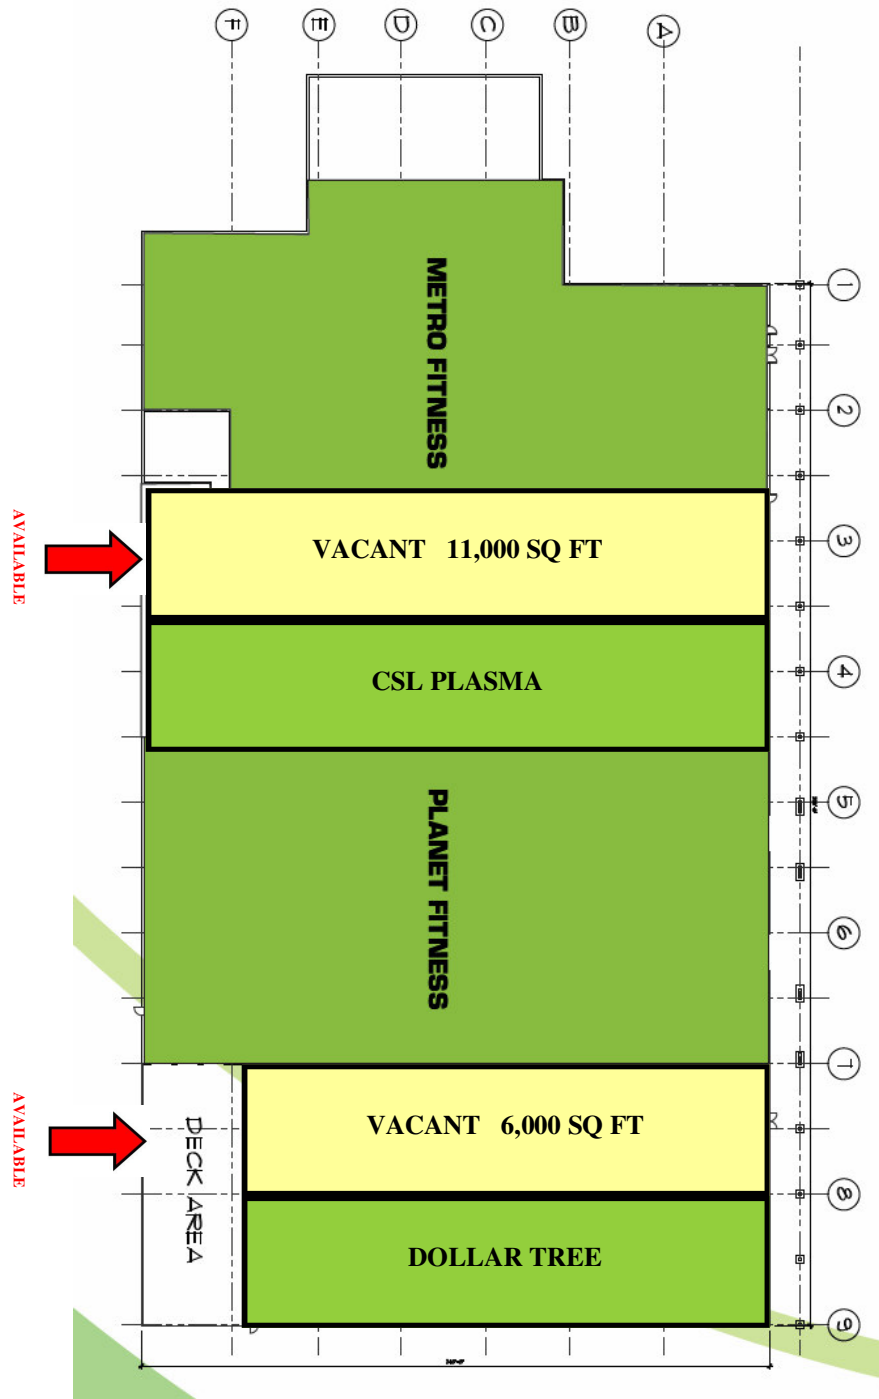 F E D C B A
METRO FITNESS
1
2
AVAILABLE
VACANT 11,000 SQ FT
3
CSL PLASMA
4
PLANET FITNESS
5
6
7
AVAILABLE
VACANT 6,000 SQ FT
DECK AREA
8
DOLLAR TREE
9